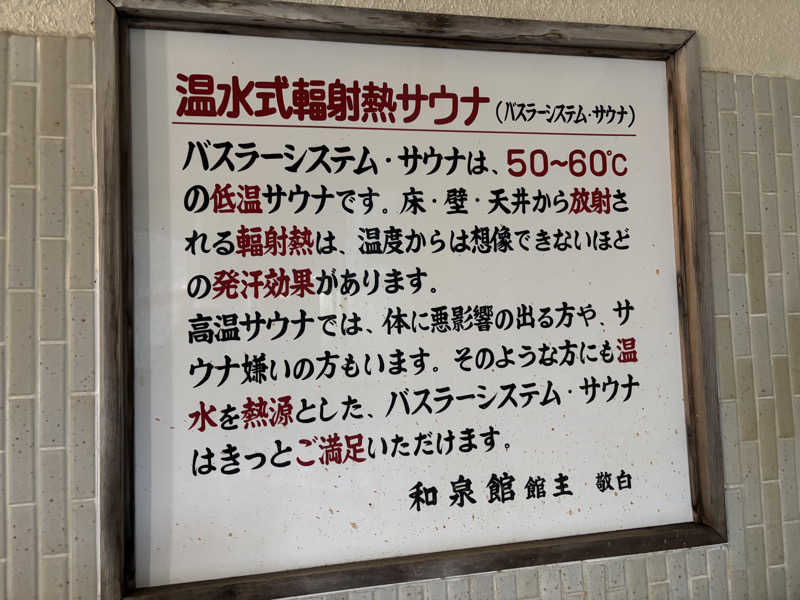 温水式輻射熱サウナ(バスラーシステム・サウナ)
バスラーシステム・サウナは、50~60℃
の低温サウナです。床・壁・天井から放射さ
れる輻射熱は、温度からは想像できないほど
の発汗効果があります。
高温サウナでは、体に悪影響の出る方や、サ
ウナ嫌いの方もいます。そのような方にも温
水を熱源とした、バスラーシステム・サウナ
はきっとご満足いただけます。
和泉館 館主 敬白